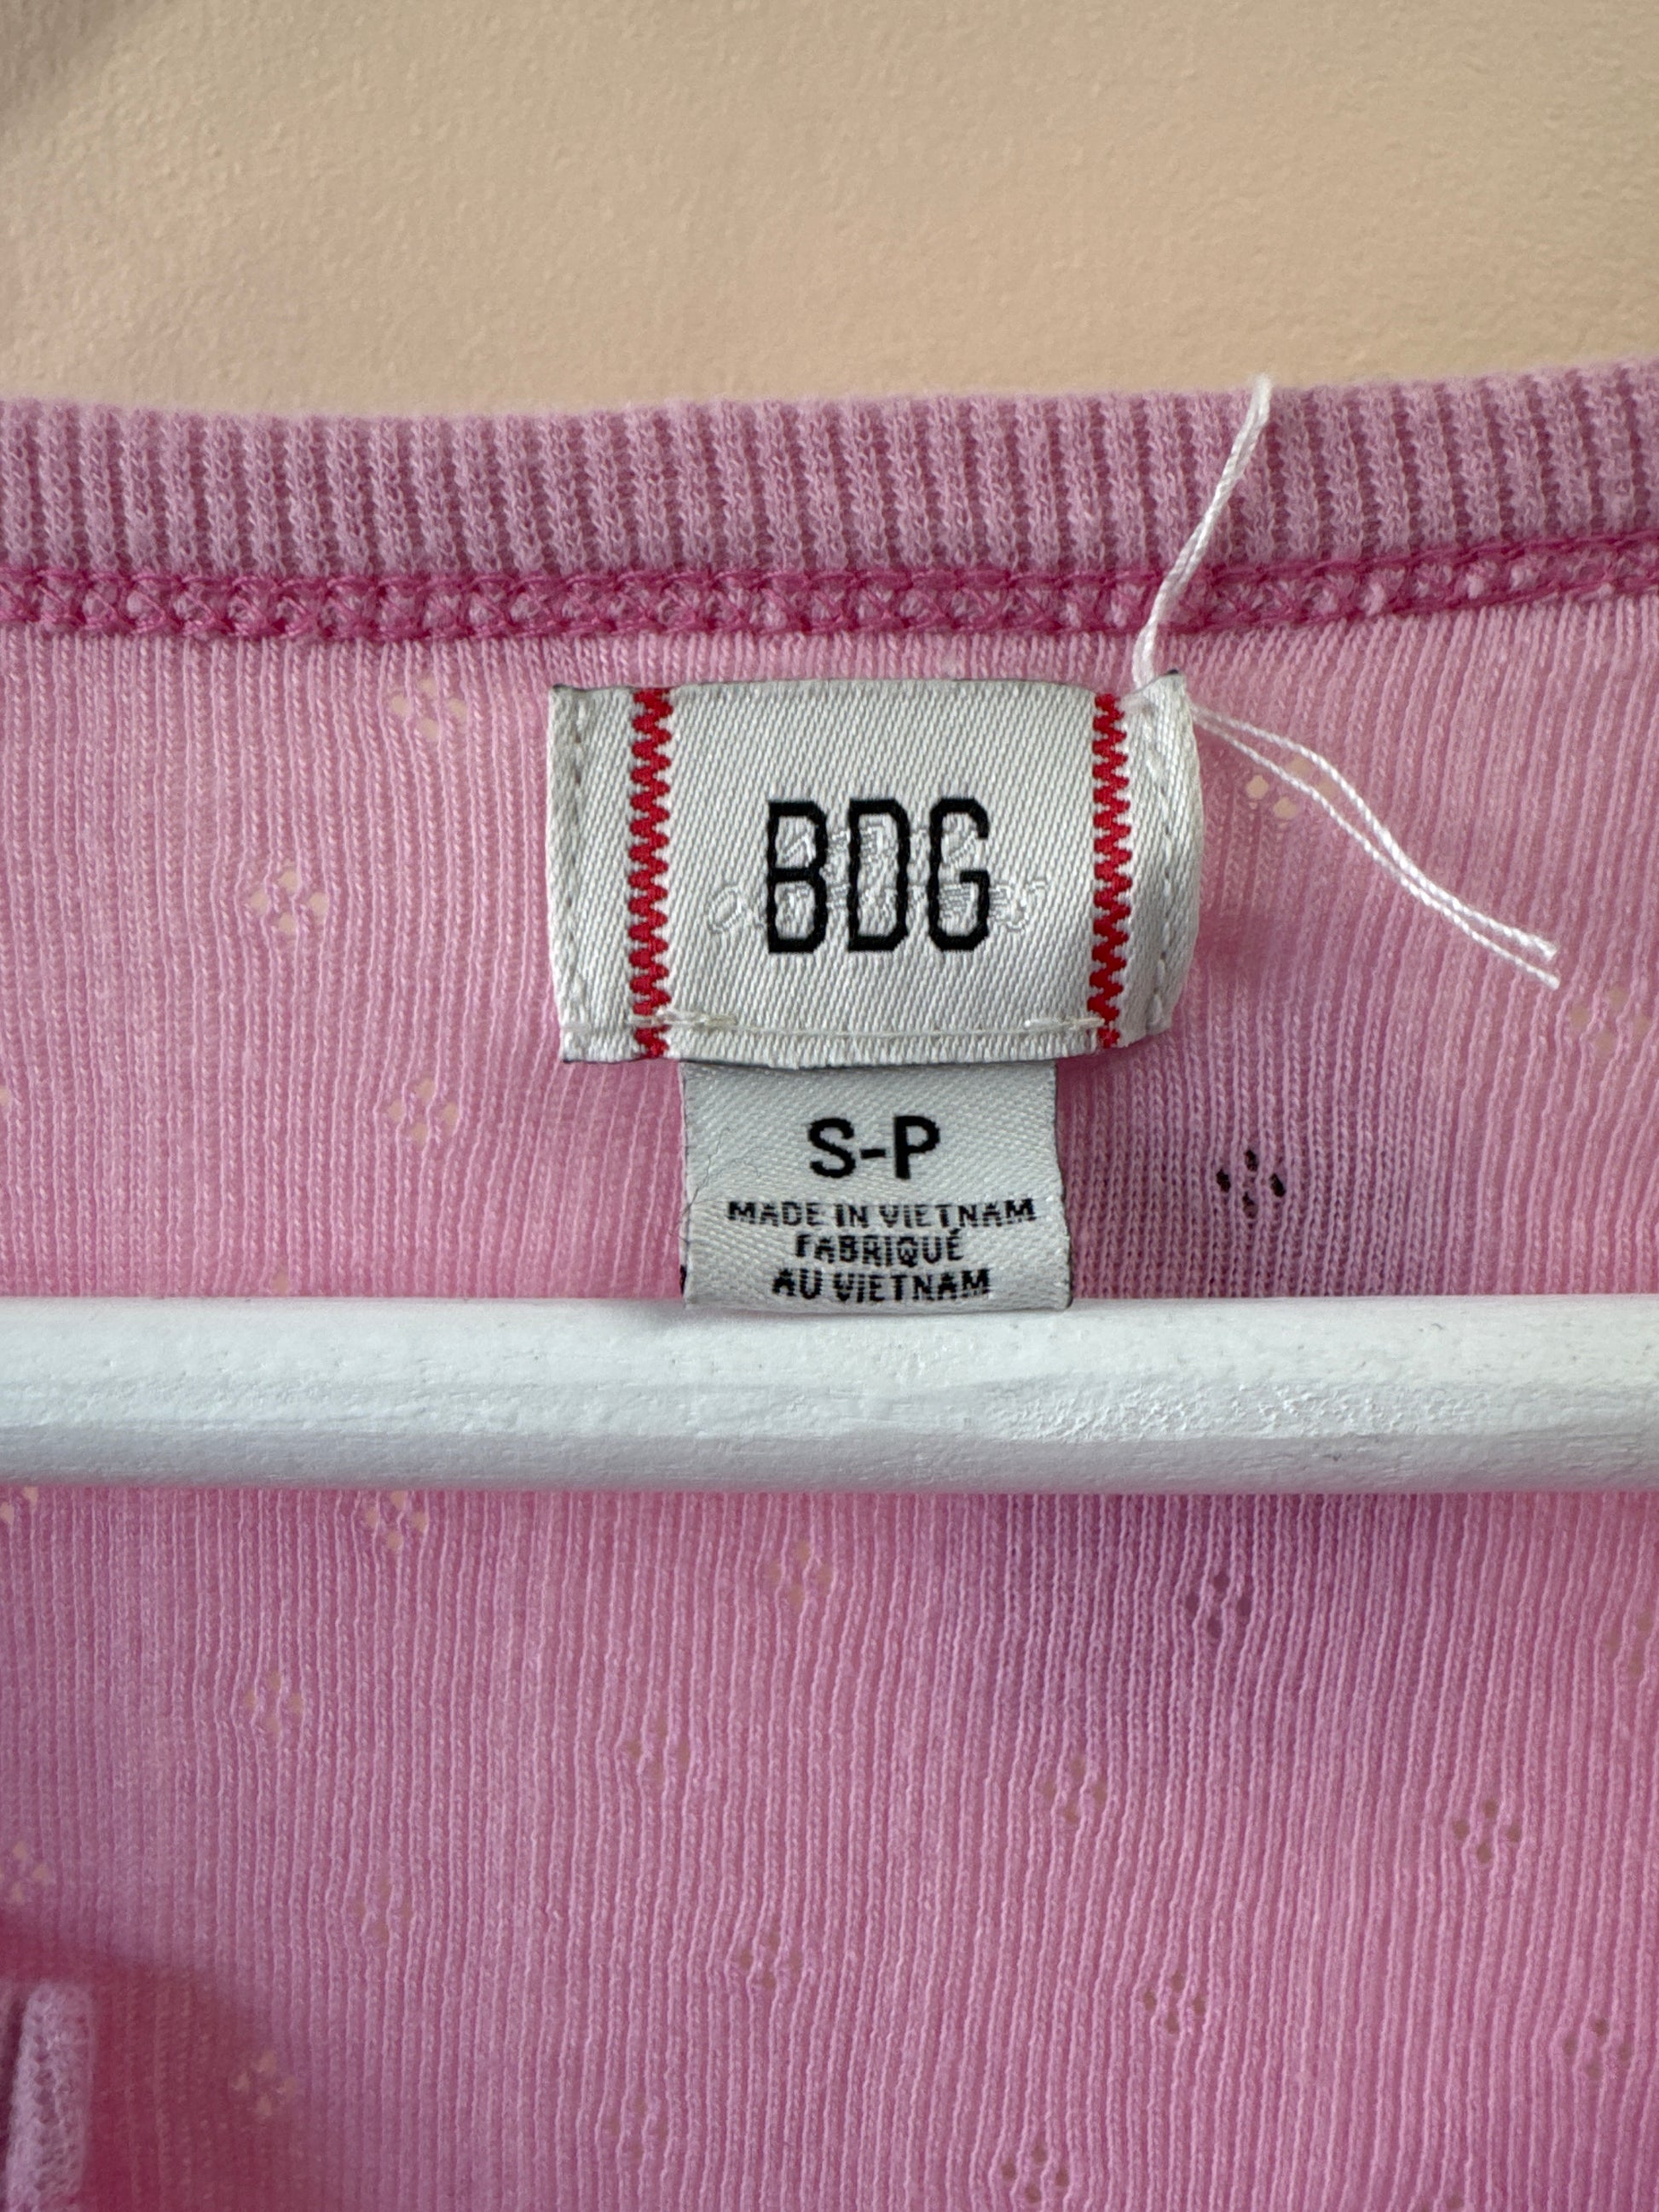 BDG
S-P
MADE IN VIETNAM
FABRIQUÉ
AU VIETNAM